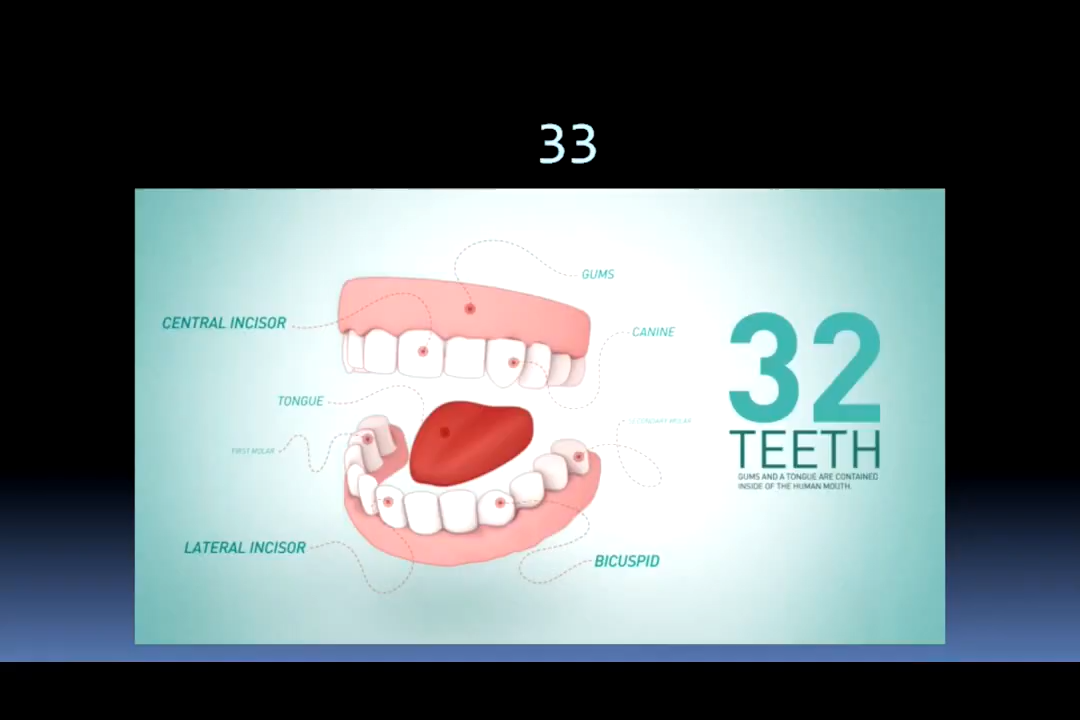 33
GUMS
CENTRAL INCISOR
CANINE
32
TEETH
GUMS AND A TONGUE ARE CONTAINED
INSIDE OF THE HUMAN MOUTH.
TONGUE
FIRST MOLAR
LATERAL INCISOR
BICUSPID